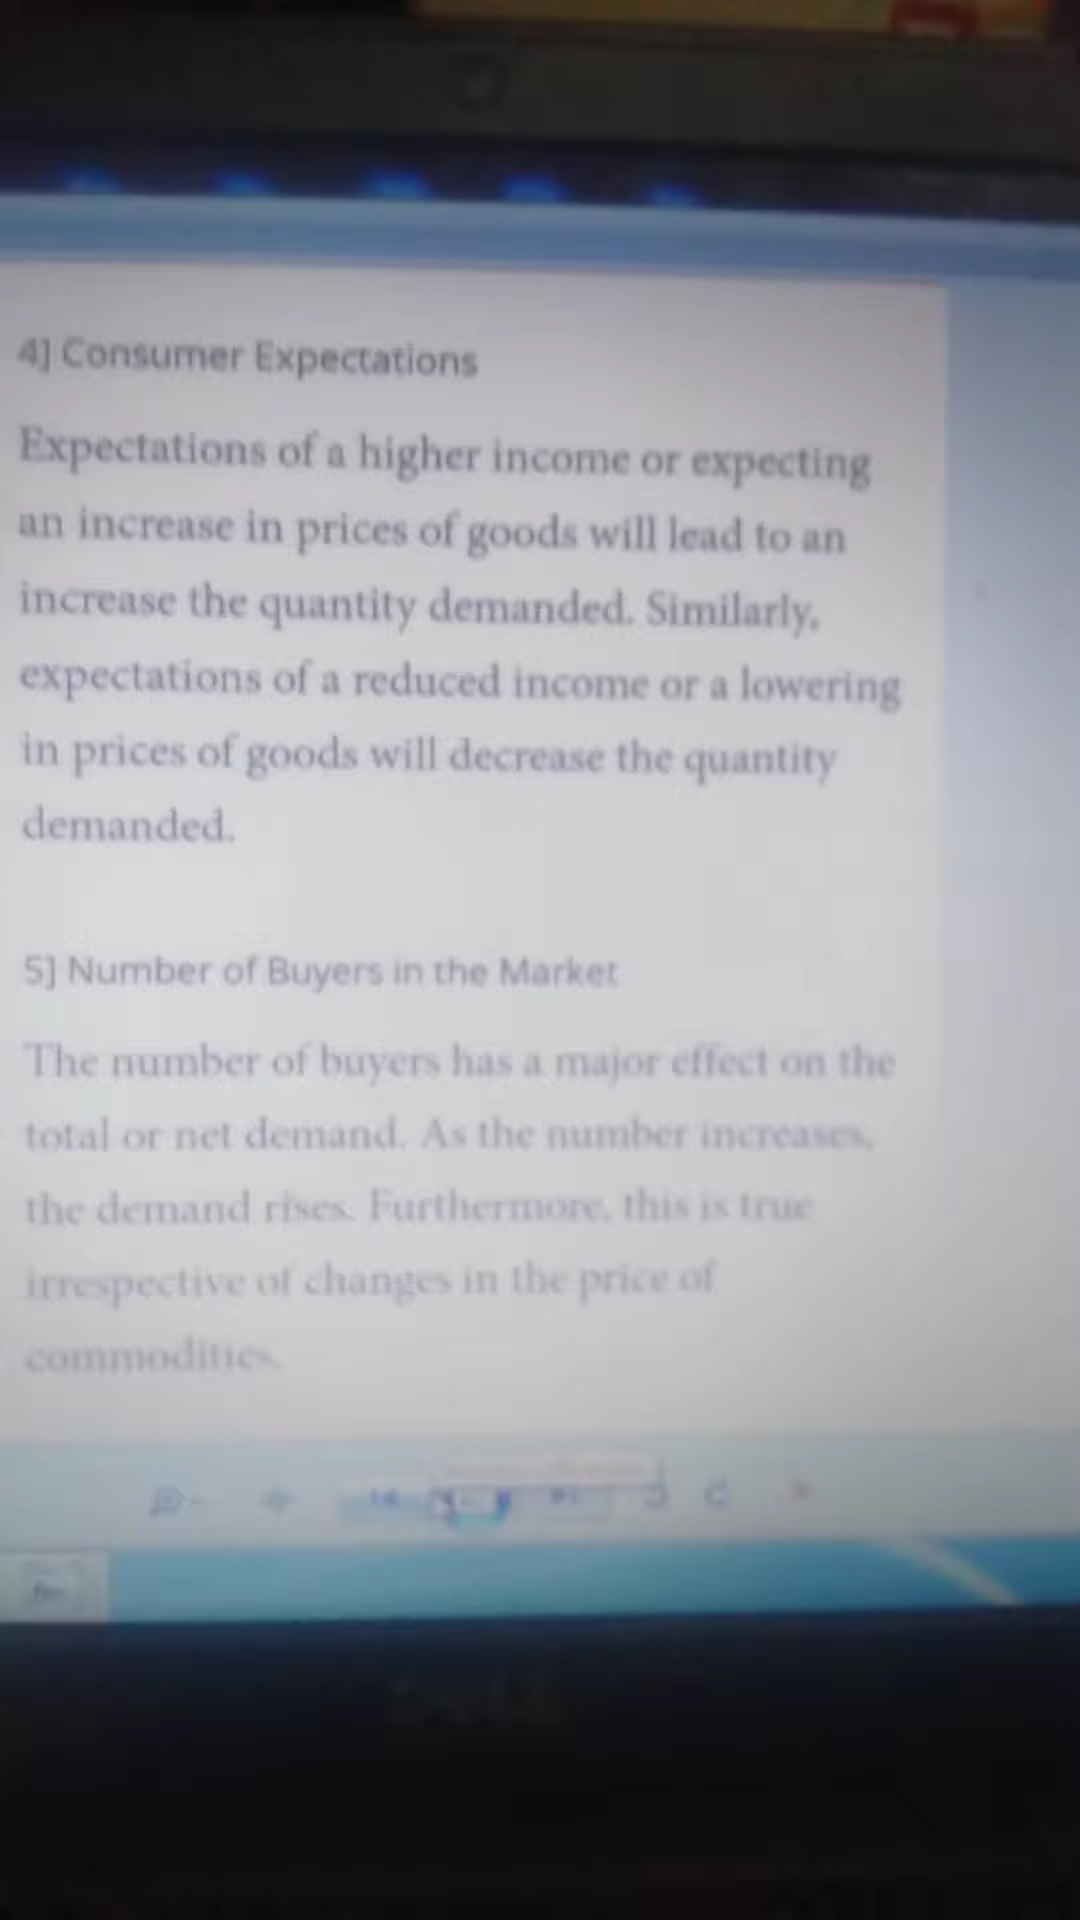 4] Consumer Expectations
Expectations of a higher income or expecting
an increase in prices of goods will lead to an
increase the quantity demanded. Similarly,
expectations of a reduced income or a lowering
in prices of goods will decrease the quantity
demanded.
5] Number of Buyers in the Market
The number of buyers has a major effect on the
total or net demand. As the number increases,
the demand rises. Furthermore, this is true
irrespective of changes in the price of
commodities.